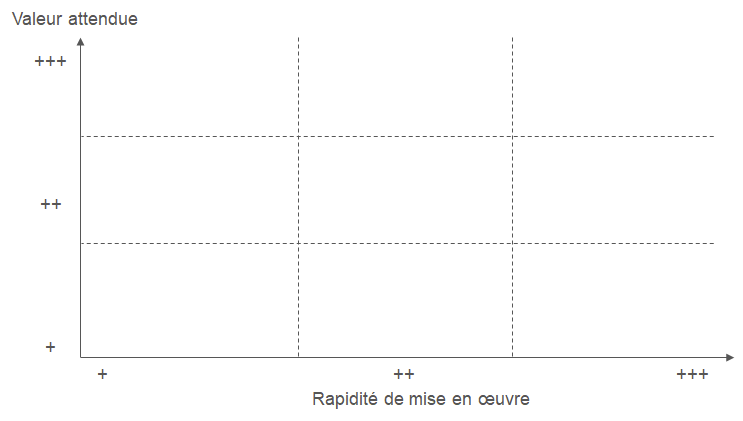 Valeur attendue
+++
++
+
+ ++ +++
Rapidité de mise en œuvre